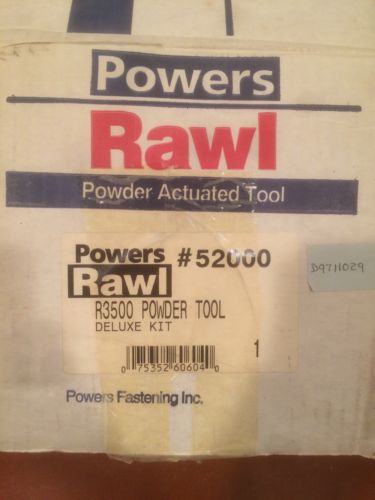 Powers
Rawl
Powder Actuated Tool
Powers #52000
Rawl
R3500 POWDER TOOL
DELUXE KIT
1
0 75352 60604 0
Powers Fastening Inc.
D9711029